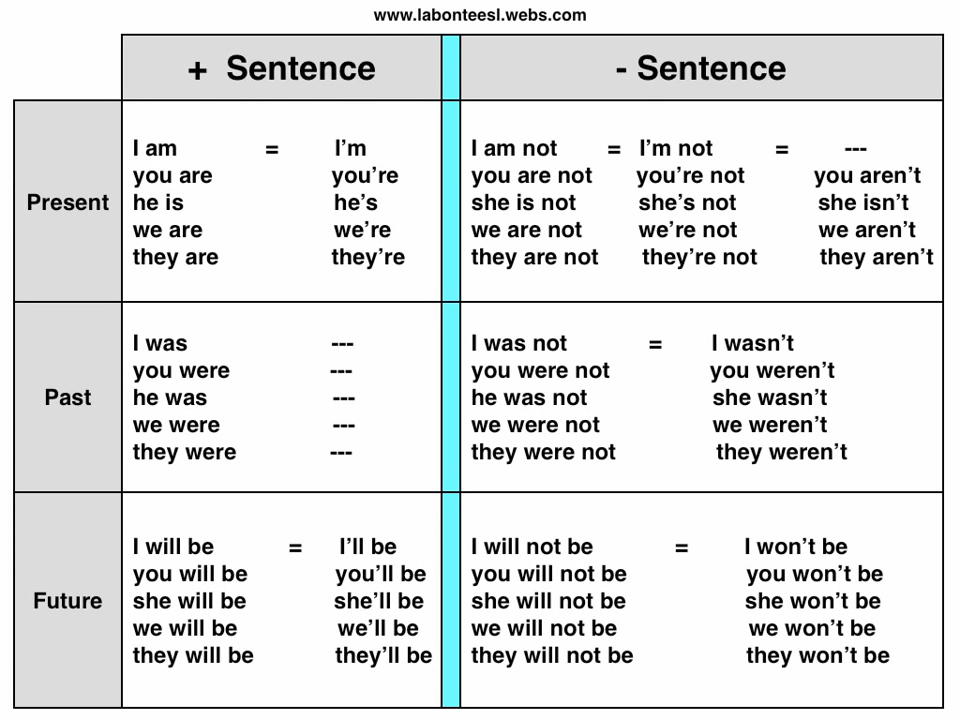 www.labonteesl.webs.com
+ Sentence - Sentence
Present
I am = I’m I am not = I’m not = ---
you are you’re you are not you’re not you aren’t
he is he’s she is not she’s not she isn’t
we are we’re we are not we’re not we aren’t
they are they’re they are not they’re not they aren’t
Past
I was --- I was not = I wasn’t
you were --- you were not you weren’t
he was --- he was not she wasn’t
we were --- we were not we weren’t
they were --- they were not they weren’t
Future
I will be = I’ll be I will not be = I won’t be
you will be you’ll be you will not be you won’t be
she will be she’ll be she will not be she won’t be
we will be we’ll be we will not be we won’t be
they will be they’ll be they will not be they won’t be